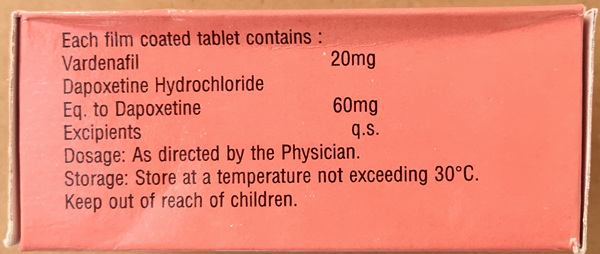 Each film coated tablet contains :
Vardenafil 20mg
Dapoxetine Hydrochloride
Eq. to Dapoxetine 60mg
Excipients q.s.
Dosage: As directed by the Physician.
Storage: Store at a temperature not exceeding 30°C.
Keep out of reach of children.